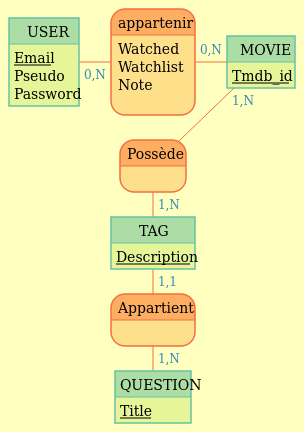 USER
Email
Pseudo
Password
0,N
appartenir
Watched
Watchlist
Note
0,N
MOVIE
Tmdb_id
1,N
Possède
1,N
TAG
Description
1,1
Appartient
1,N
QUESTION
Title